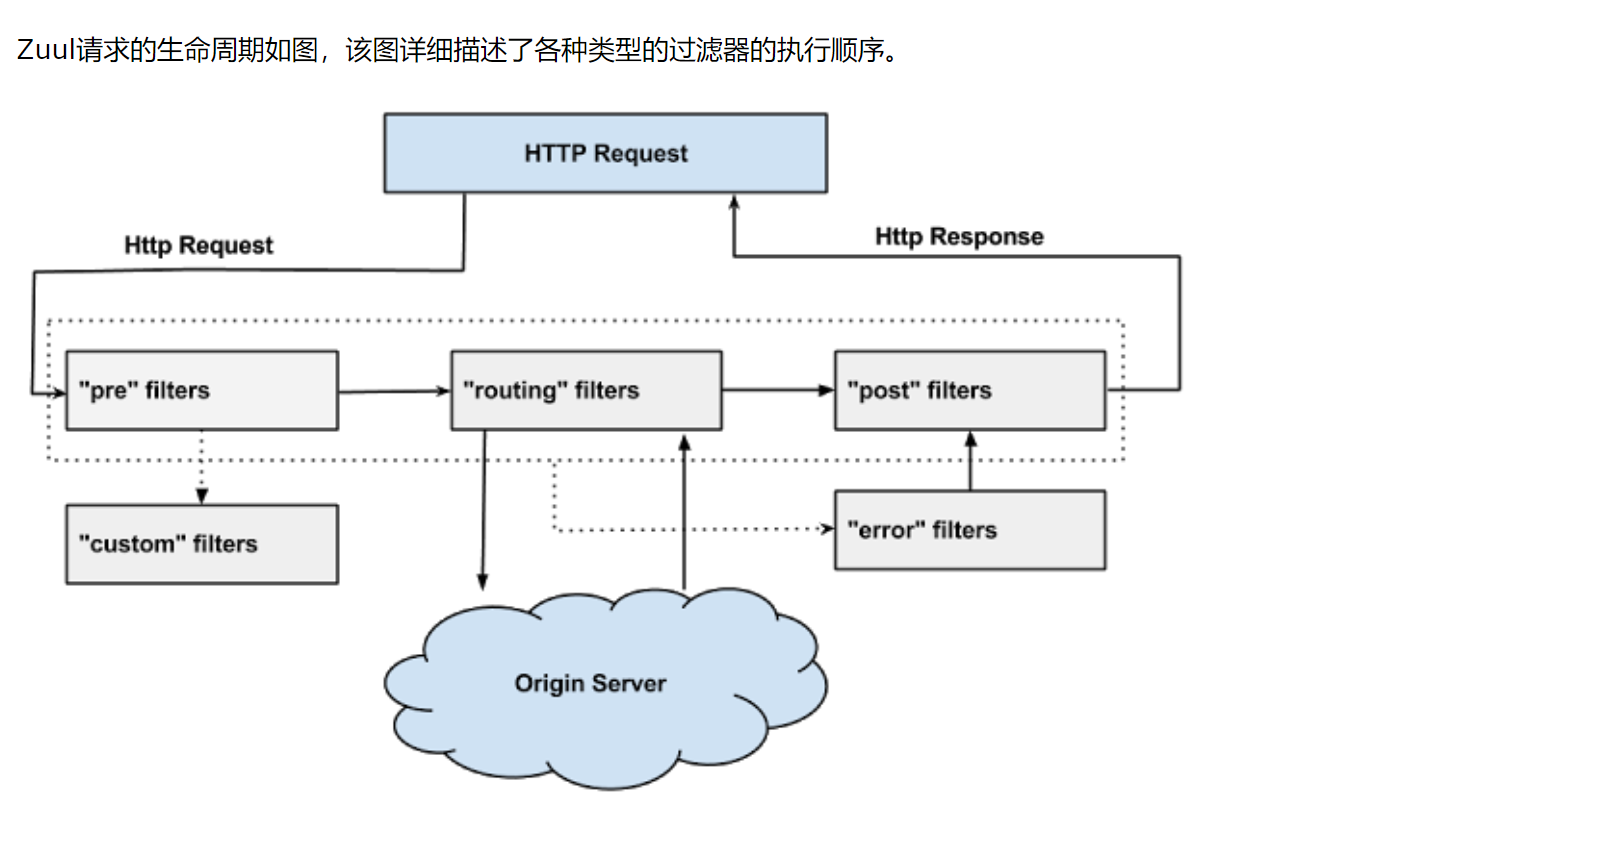 Zuul请求的生命周期如图，该图详细描述了各种类型的过滤器的执行顺序。
HTTP Request
Http Request
Http Response
"pre" filters
"routing" filters
"post" filters
"custom" filters
"error" filters
Origin Server